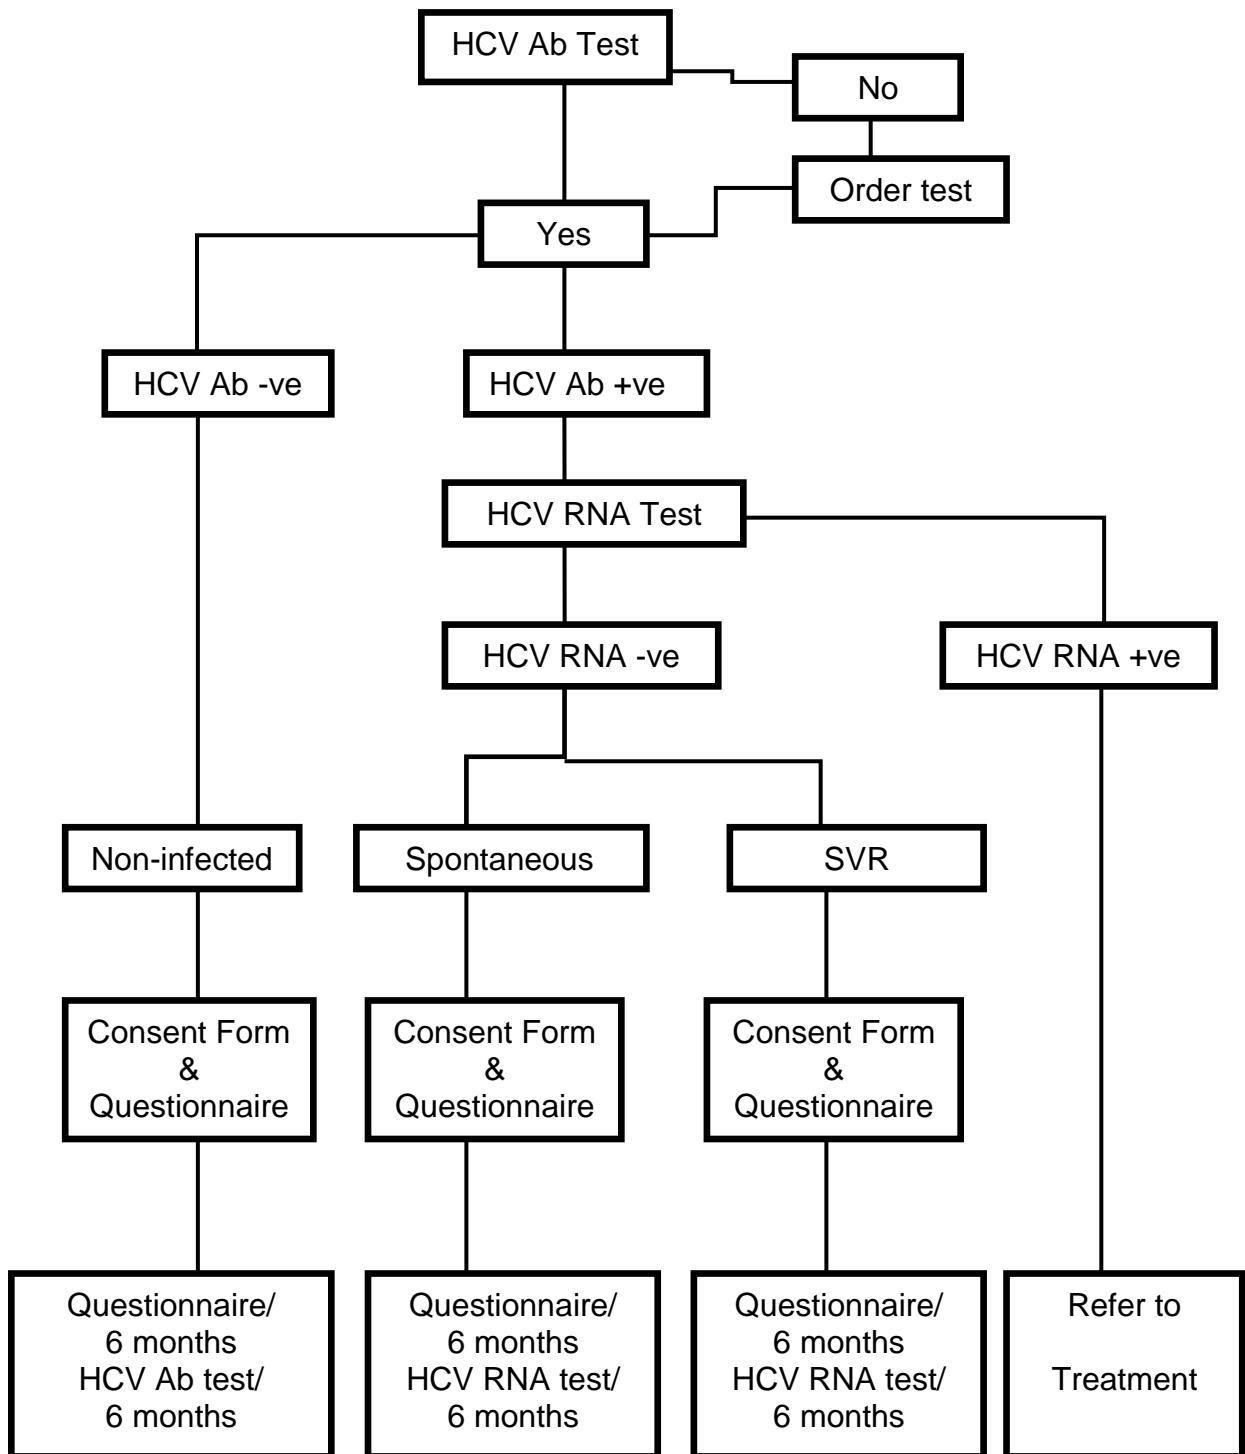 HCV Ab Test
No
Order test
Yes
HCV Ab -ve
HCV Ab +ve
HCV RNA Test
HCV RNA -ve
HCV RNA +ve
Non-infected
Spontaneous
SVR
Consent Form
&
Questionnaire
Consent Form
&
Questionnaire
Consent Form
&
Questionnaire
Questionnaire/
6 months
HCV Ab test/
6 months
Questionnaire/
6 months
HCV RNA test/
6 months
Questionnaire/
6 months
HCV RNA test/
6 months
Refer to
Treatment